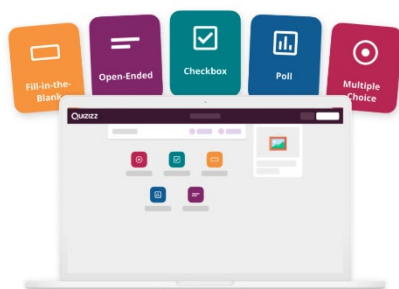 Fill-in-the-
Blank
Open-Ended
Checkbox
Poll
Multiple
Choice
QUIZIZZ